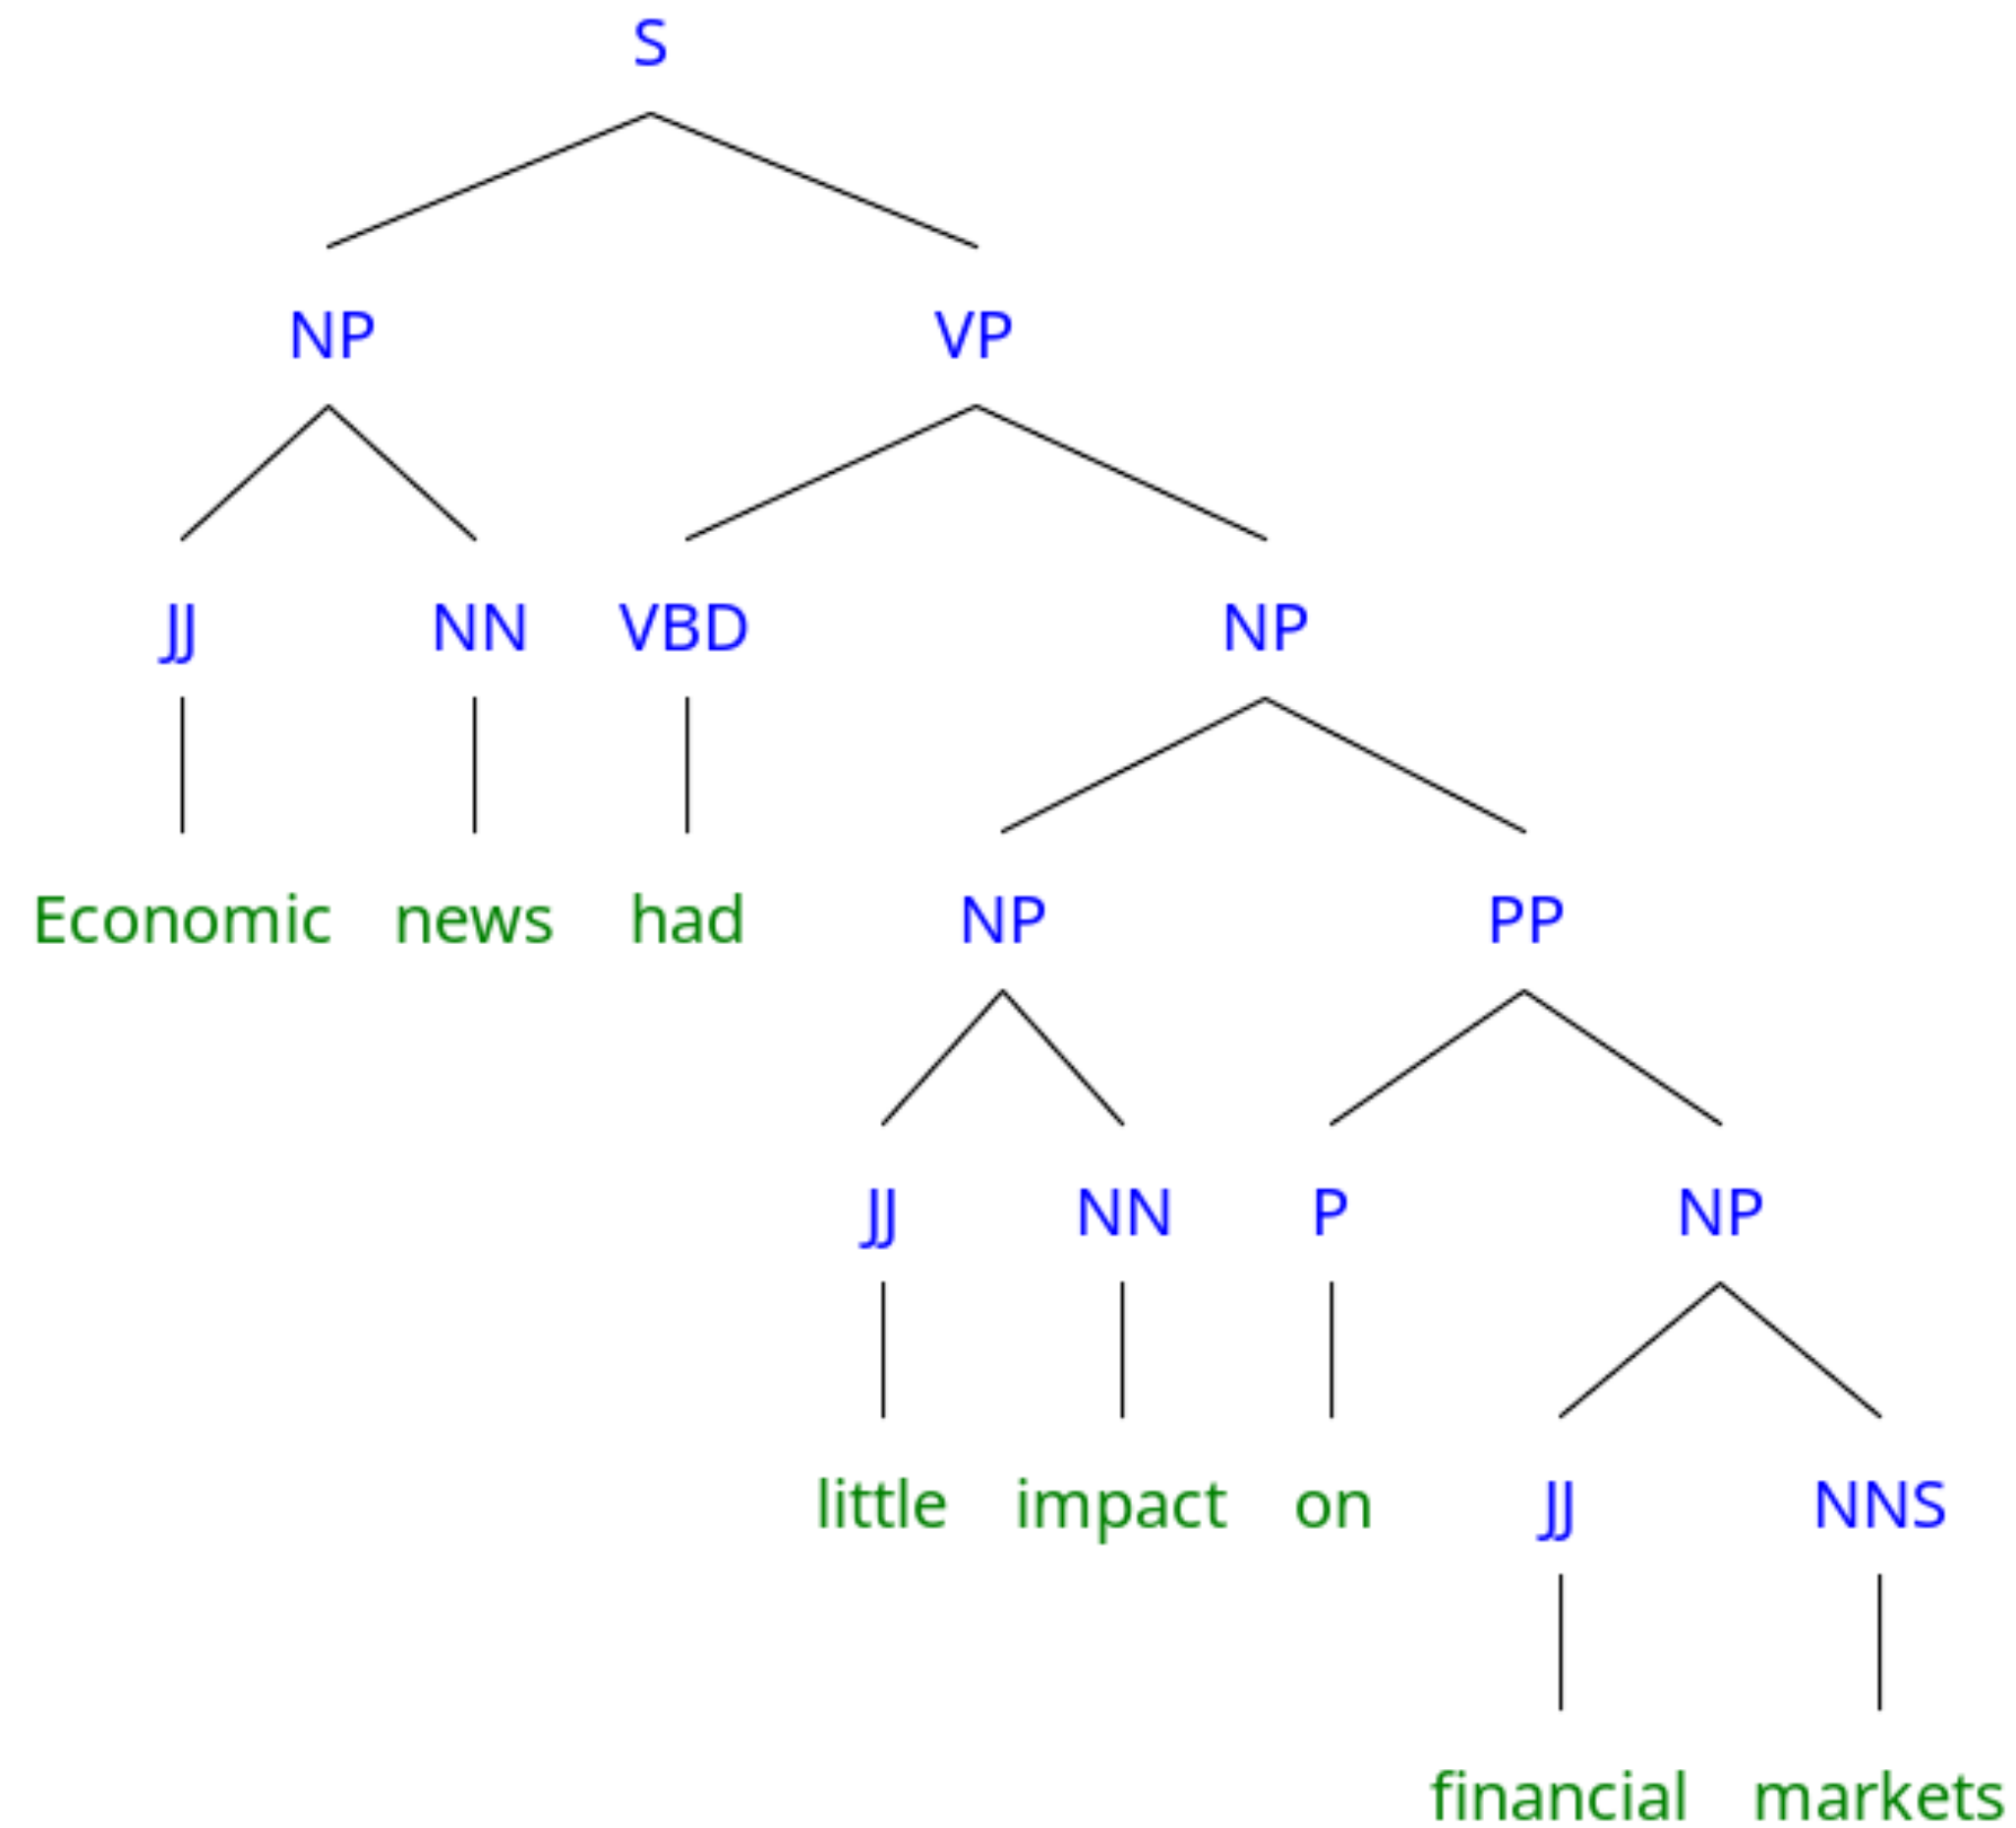 S
NP VP
JJ NN VBD NP
Economic news had NP PP
JJ NN P NP
little impact on JJ NNS
financial markets